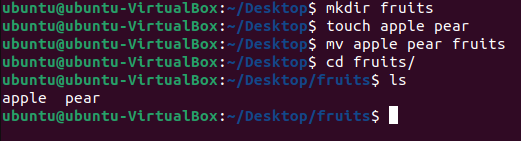 ubuntu@ubuntu-VirtualBox:~/Desktop$ mkdir fruits
ubuntu@ubuntu-VirtualBox:~/Desktop$ touch apple pear
ubuntu@ubuntu-VirtualBox:~/Desktop$ mv apple pear fruits
ubuntu@ubuntu-VirtualBox:~/Desktop$ cd fruits/
ubuntu@ubuntu-VirtualBox:~/Desktop/fruits$ ls
apple  pear
ubuntu@ubuntu-VirtualBox:~/Desktop/fruits$